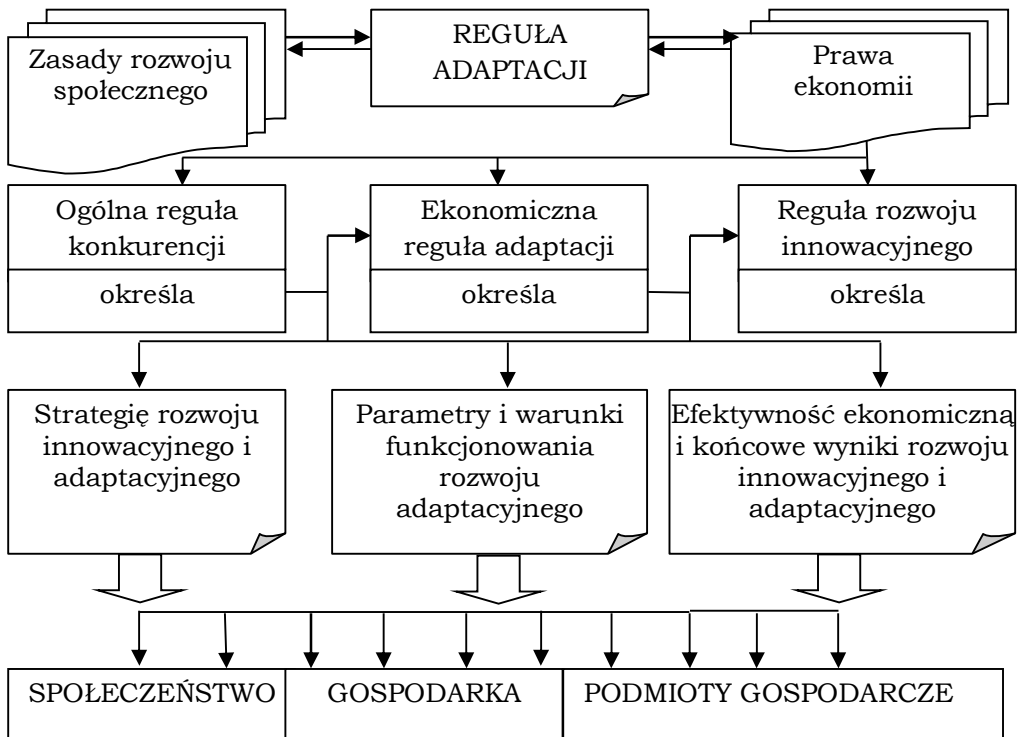 Zasady rozwoju
społecznego
REGUŁA
ADAPTACJI
Prawa
ekonomii
Ogólna reguła
konkurencji
określa
Ekonomiczna
reguła adaptacji
określa
Reguła rozwoju
innowacyjnego
określa
Strategię rozwoju
innowacyjnego i
adaptacyjnego
Parametry i warunki
funkcjonowania
rozwoju
adaptacyjnego
Efektywność ekonomiczną
i końcowe wyniki rozwoju
innowacyjnego i
adaptacyjnego
SPOŁECZEŃSTWO
GOSPODARKA
PODMIOTY GOSPODARCZE